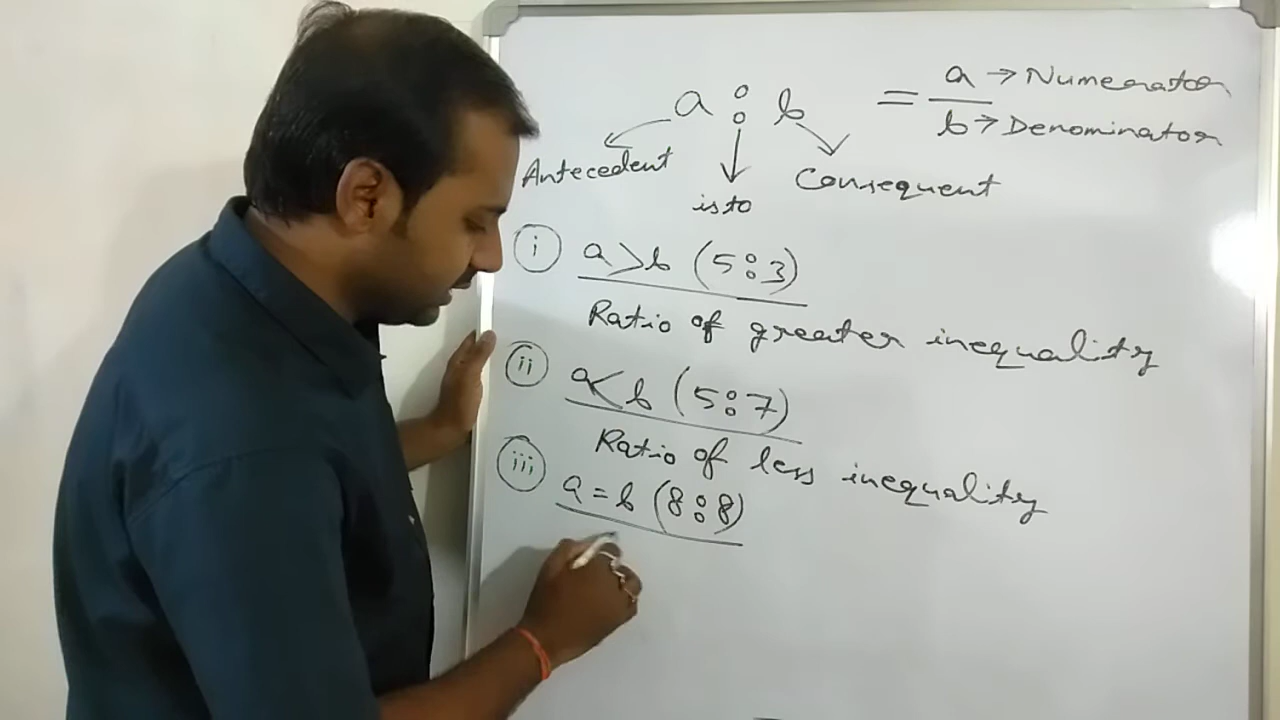 a : b = a → Numerator
b → Denominator
Antecedent is to Consequent
i a > b (5 : 3)
Ratio of greater inequality
ii a < b (5 : 7)
Ratio of less inequality
iii a = b (8 : 8)